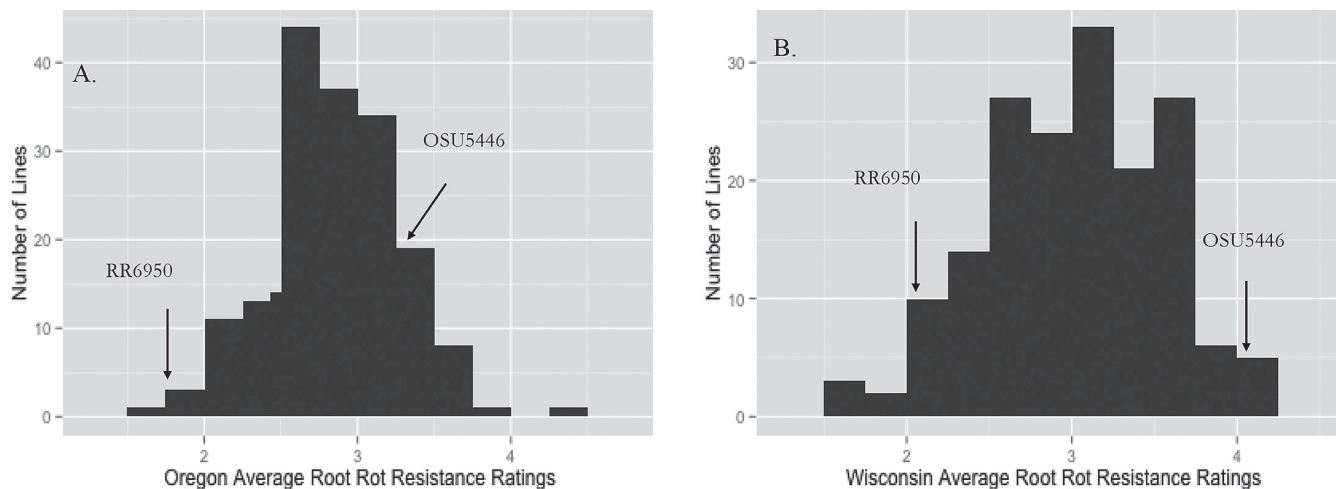 A.
Number of Lines
40
30
20
10
0
RR6950
OSU5446
2
3
4
Oregon Average Root Rot Resistance Ratings
B.
Number of Lines
30
20
10
0
RR6950
OSU5446
2
3
4
Wisconsin Average Root Rot Resistance Ratings